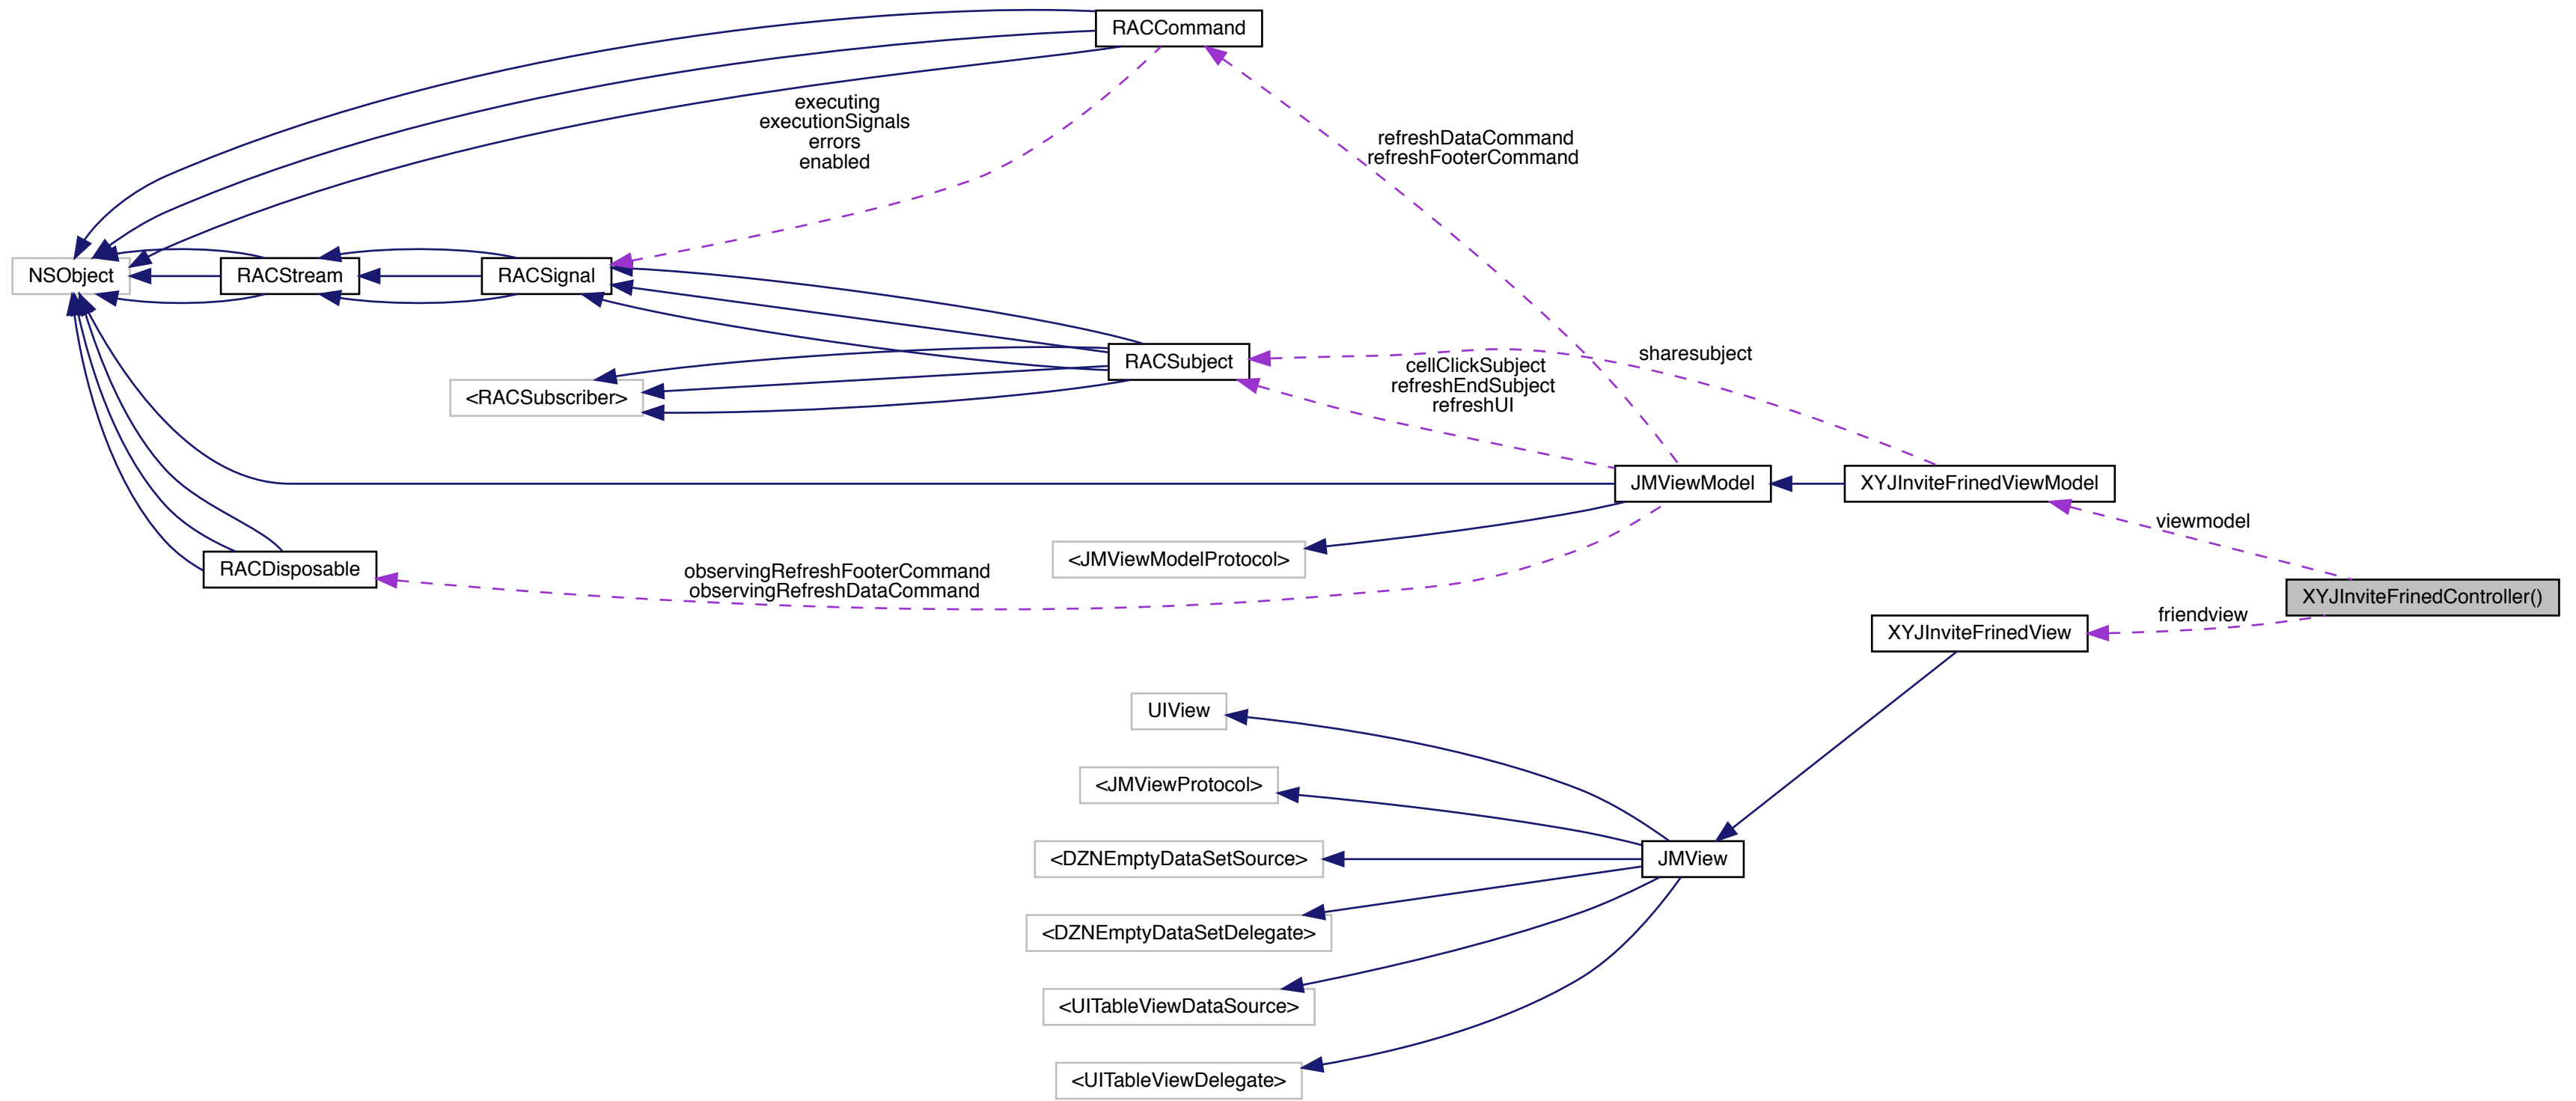 RACCommand
executing
executionSignals
errors
enabled
refreshDataCommand
refreshFooterCommand
NSObject
RACStream
RACSignal
RACSubject
<RACSubscriber>
cellClickSubject
refreshEndSubject
refreshUI
sharesubject
JMViewModel
XYJInviteFrinedViewModel
viewmodel
<JMViewModelProtocol>
RACDisposable
observingRefreshFooterCommand
observingRefreshDataCommand
XYJInviteFrinedController()
friendview
XYJInviteFrinedView
UIView
<JMViewProtocol>
<DZNEmptyDataSetSource>
JMView
<DZNEmptyDataSetDelegate>
<UITableViewDataSource>
<UITableViewDelegate>